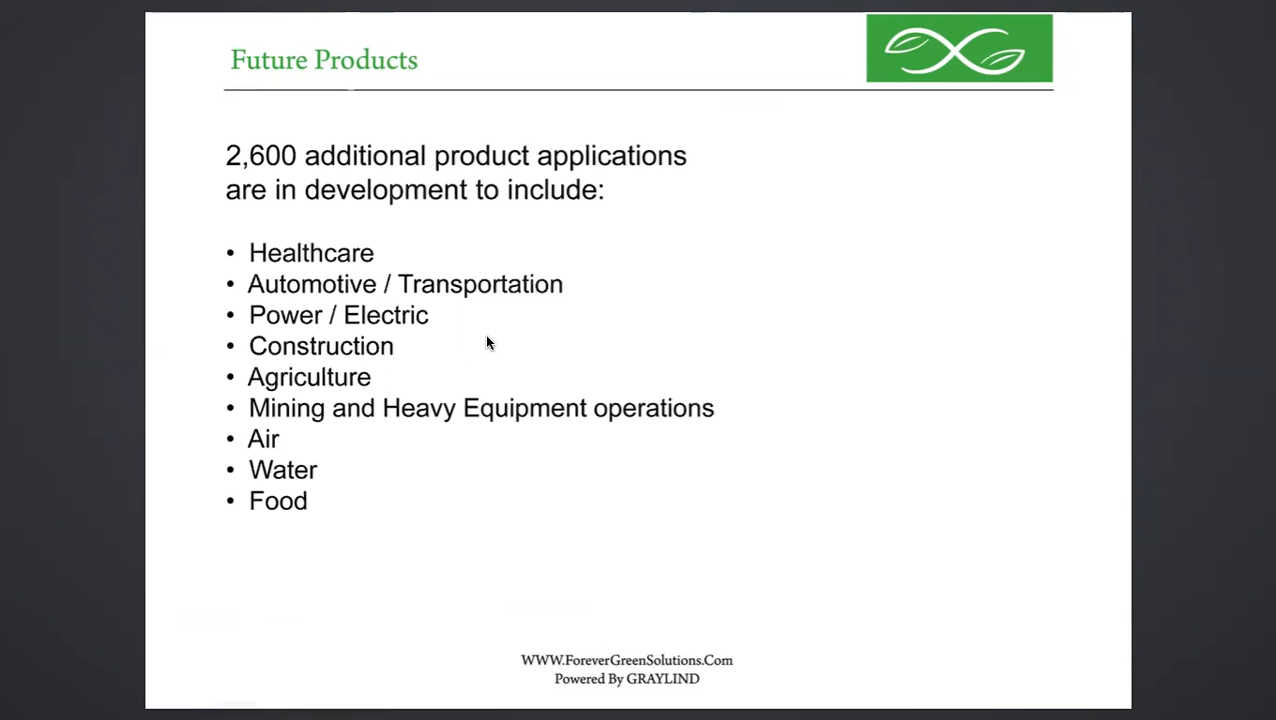 Future Products
2,600 additional product applications
are in development to include:
• Healthcare
• Automotive / Transportation
• Power / Electric
• Construction
• Agriculture
• Mining and Heavy Equipment operations
• Air
• Water
• Food
WWW.ForeverGreenSolutions.Com
Powered By GRAYLIND